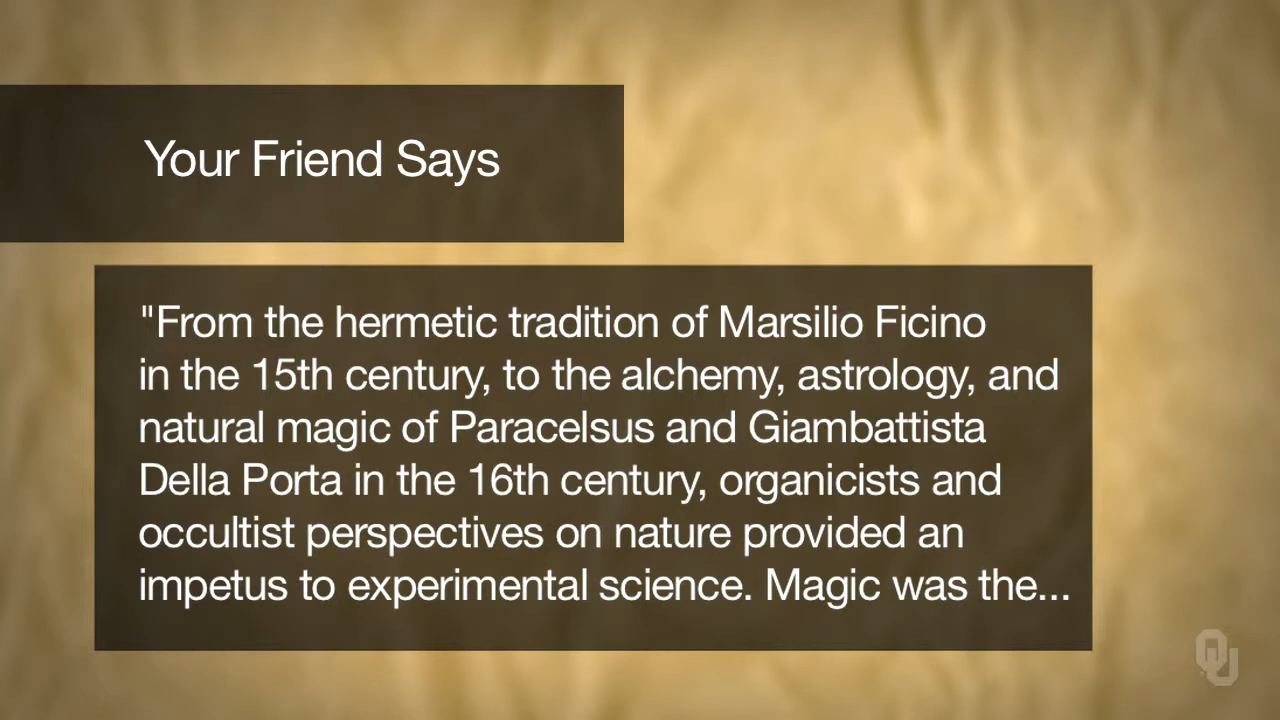 Your Friend Says
"From the hermetic tradition of Marsilio Ficino
in the 15th century, to the alchemy, astrology, and
natural magic of Paracelsus and Giambattista
Della Porta in the 16th century, organicists and
occultist perspectives on nature provided an
impetus to experimental science. Magic was the...
OU